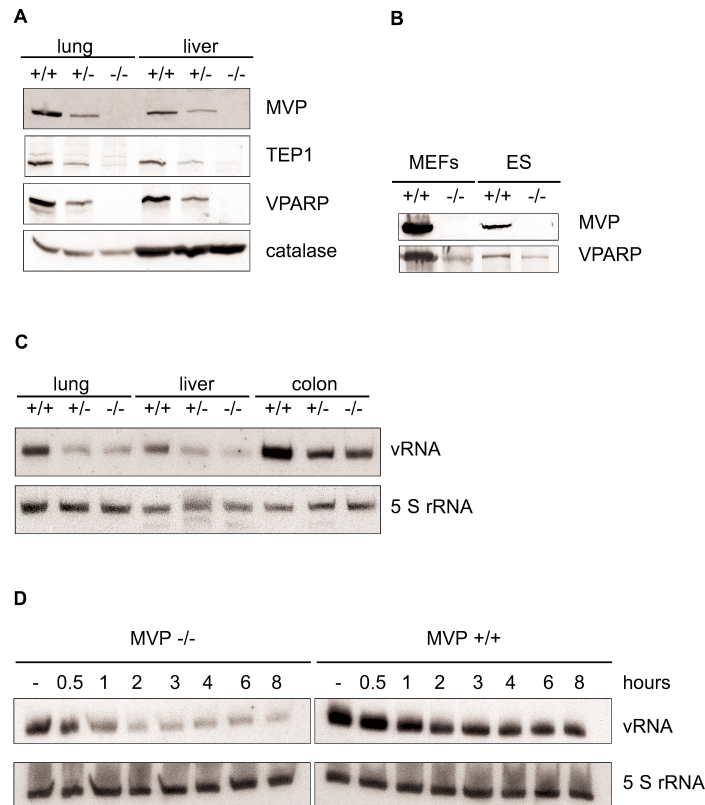 A
lung liver
+/+ +/- -/- +/+ +/- -/-
MVP
TEP1
VPARP
catalase
B
MEFs ES
+/+ -/- +/+ -/-
MVP
VPARP
C
lung liver colon
+/+ +/- -/- +/+ +/- -/- +/+ +/- -/-
vRNA
5 S rRNA
D
MVP -/- MVP +/+
- 0.5 1 2 3 4 6 8 - 0.5 1 2 3 4 6 8 hours
vRNA
5 S rRNA